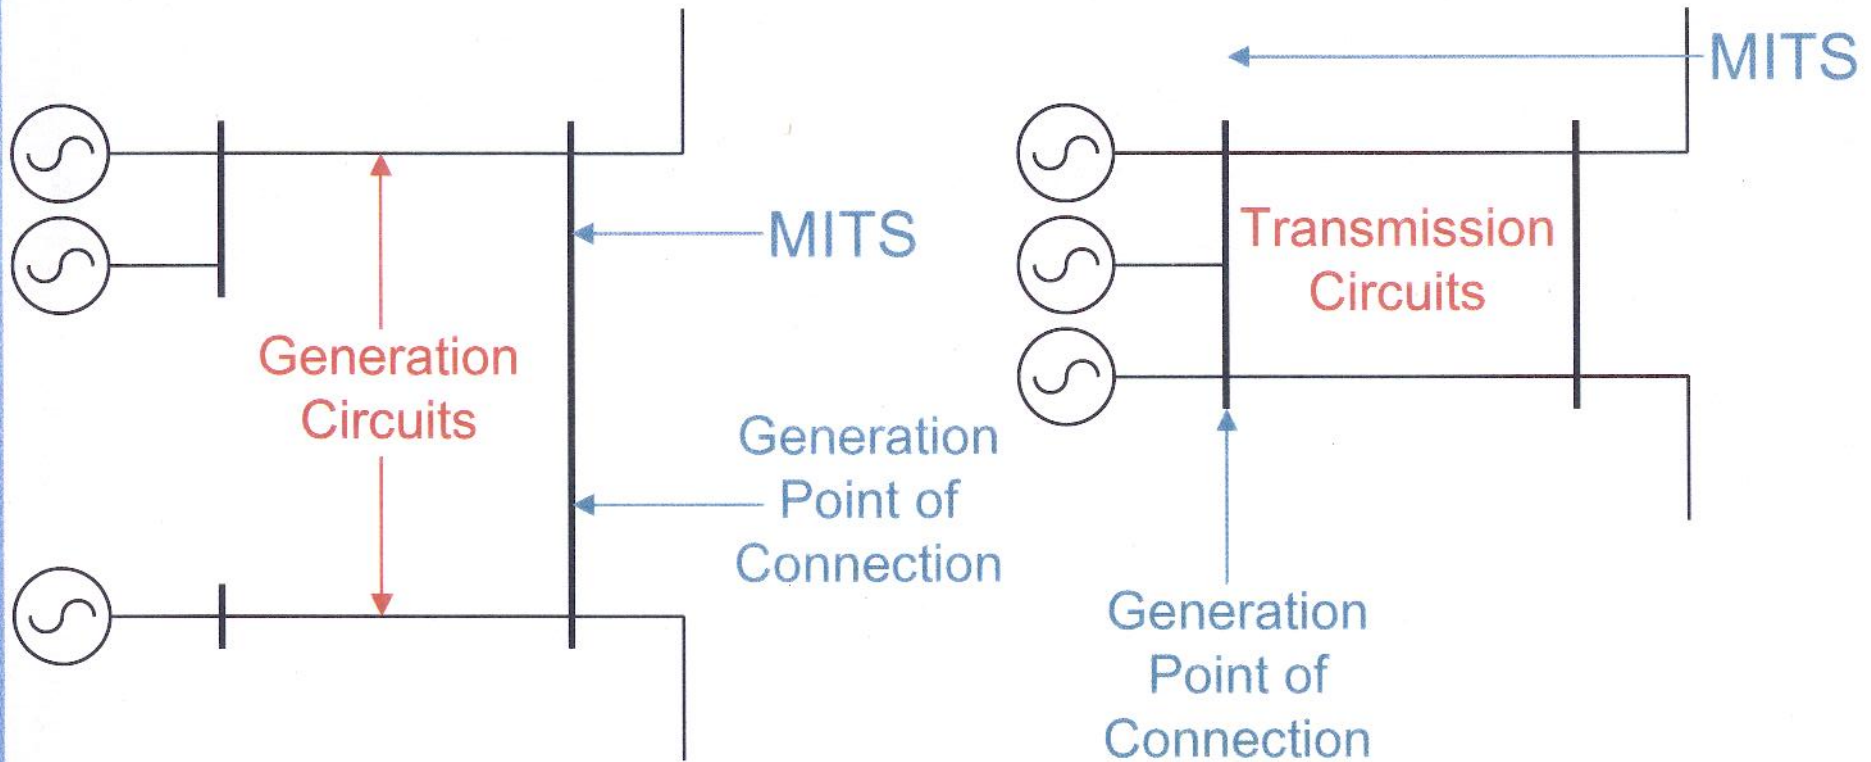 MITS
Generation
Circuits
Generation
Point of
Connection
MITS
Transmission
Circuits
Generation
Point of
Connection